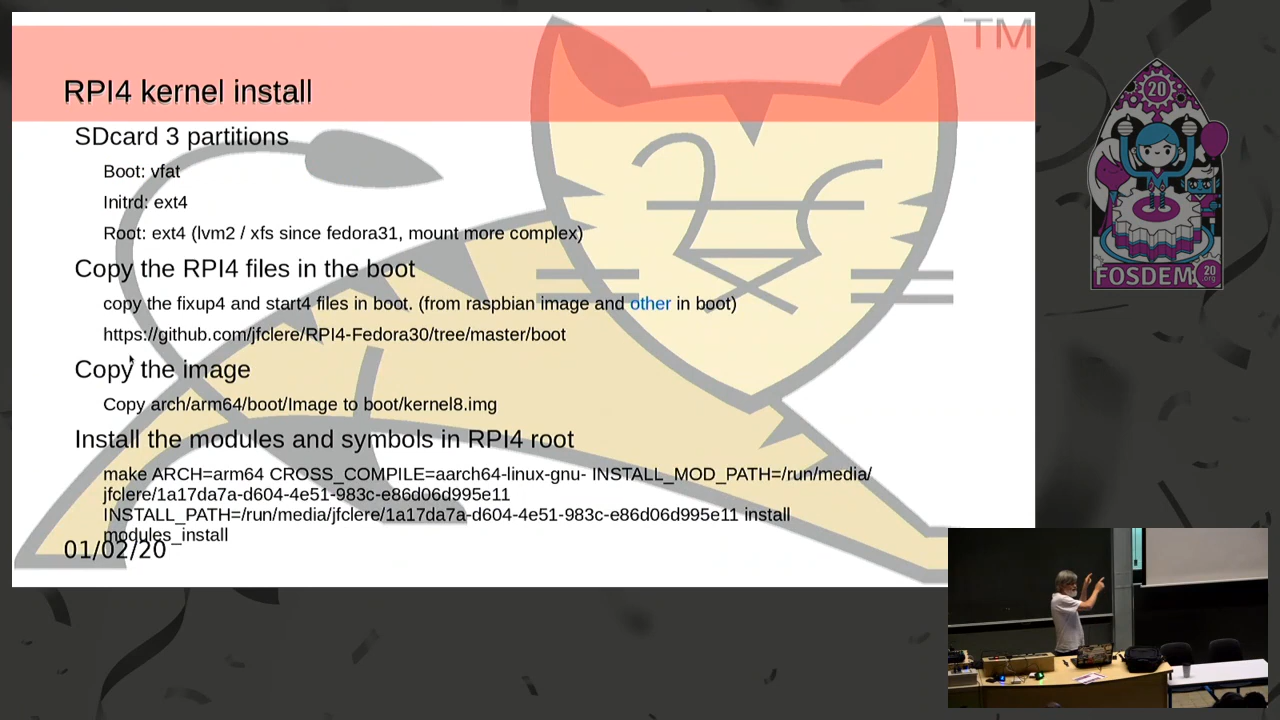 TM
RPI4 kernel install
SDcard 3 partitions
Boot: vfat
Initrd: ext4
Root: ext4 (lvm2 / xfs since fedora31, mount more complex)
Copy the RPI4 files in the boot
copy the fixup4 and start4 files in boot. (from raspbian image and other in boot)
https://github.com/jfclere/RPI4-Fedora30/tree/master/boot
Copy the image
Copy arch/arm64/boot/Image to boot/kernel8.img
Install the modules and symbols in RPI4 root
make ARCH=arm64 CROSS_COMPILE=aarch64-linux-gnu- INSTALL_MOD_PATH=/run/media/
jfclere/1a17da7a-d604-4e51-983c-e86d06d995e11
INSTALL_PATH=/run/media/jfclere/1a17da7a-d604-4e51-983c-e86d06d995e11 install
modules_install
01/02/20
20
FOSDEM
20
.org